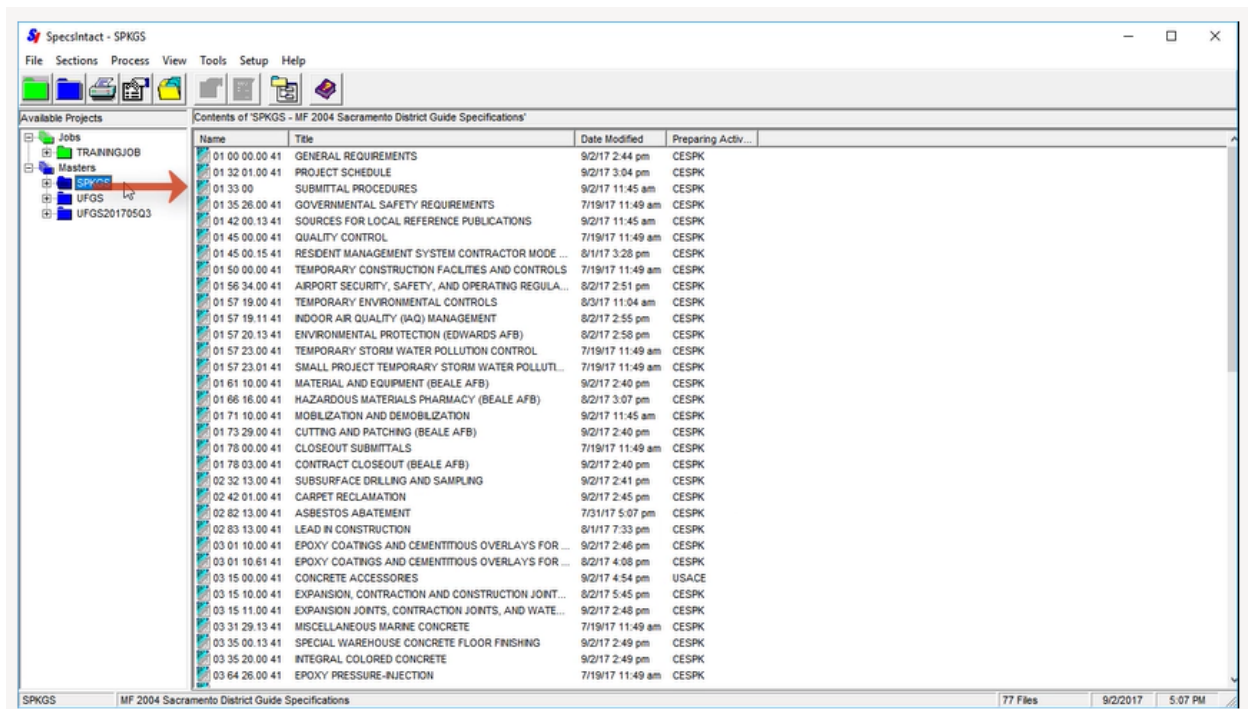 SpecsIntact - SPKGS
File Sections Process View Tools Setup Help
Available Projects
Contents of 'SPKGS - MF 2004 Sacramento District Guide Specifications'
Jobs
TRAININGJOB
Masters
SPKGS
UFGS
UFGS201705Q3
Name Title Date Modified Preparing Activ...
01 00 00.00 41 GENERAL REQUIREMENTS 9/2/17 2:44 pm CESPK
01 32 01.00 41 PROJECT SCHEDULE 9/2/17 3:04 pm CESPK
01 33 00 SUBMITTAL PROCEDURES 9/2/17 11:45 am CESPK
01 35 26.00 41 GOVERNMENTAL SAFETY REQUIREMENTS 7/19/17 11:49 am CESPK
01 42 00.13 41 SOURCES FOR LOCAL REFERENCE PUBLICATIONS 9/2/17 11:45 am CESPK
01 45 00.00 41 QUALITY CONTROL 7/19/17 11:49 am CESPK
01 45 00.15 41 RESIDENT MANAGEMENT SYSTEM CONTRACTOR MODE ... 8/1/17 3:28 pm CESPK
01 50 00.00 41 TEMPORARY CONSTRUCTION FACILITIES AND CONTROLS 7/19/17 11:49 am CESPK
01 56 34.00 41 AIRPORT SECURITY, SAFETY, AND OPERATING REGULA... 8/2/17 2:51 pm CESPK
01 57 19.00 41 TEMPORARY ENVIRONMENTAL CONTROLS 8/3/17 11:04 am CESPK
01 57 19.11 41 INDOOR AIR QUALITY (IAQ) MANAGEMENT 8/2/17 2:55 pm CESPK
01 57 20.13 41 ENVIRONMENTAL PROTECTION (EDWARDS AFB) 8/2/17 2:58 pm CESPK
01 57 23.00 41 TEMPORARY STORM WATER POLLUTION CONTROL 7/19/17 11:49 am CESPK
01 57 23.01 41 SMALL PROJECT TEMPORARY STORM WATER POLLUTI... 7/19/17 11:49 am CESPK
01 61 10.00 41 MATERIAL AND EQUIPMENT (BEALE AFB) 9/2/17 2:40 pm CESPK
01 66 16.00 41 HAZARDOUS MATERIALS PHARMACY (BEALE AFB) 8/2/17 3:07 pm CESPK
01 71 10.00 41 MOBILIZATION AND DEMOBILIZATION 9/2/17 11:45 am CESPK
01 73 29.00 41 CUTTING AND PATCHING (BEALE AFB) 9/2/17 2:40 pm CESPK
01 78 00.00 41 CLOSEOUT SUBMITTALS 7/19/17 11:49 am CESPK
01 78 03.00 41 CONTRACT CLOSEOUT (BEALE AFB) 9/2/17 2:40 pm CESPK
02 32 13.00 41 SUBSURFACE DRILLING AND SAMPLING 9/2/17 2:41 pm CESPK
02 42 01.00 41 CARPET RECLAMATION 9/2/17 2:45 pm CESPK
02 82 13.00 41 ASBESTOS ABATEMENT 7/31/17 5:07 pm CESPK
02 83 13.00 41 LEAD IN CONSTRUCTION 8/1/17 7:33 pm CESPK
03 01 10.00 41 EPOXY COATINGS AND CEMENTITIOUS OVERLAYS FOR ... 9/2/17 2:46 pm CESPK
03 01 10.61 41 EPOXY COATINGS AND CEMENTITIOUS OVERLAYS FOR ... 8/2/17 4:08 pm CESPK
03 15 00.00 41 CONCRETE ACCESSORIES 9/2/17 4:54 pm USACE
03 15 10.00 41 EXPANSION, CONTRACTION AND CONSTRUCTION JOINT... 8/2/17 5:45 pm CESPK
03 15 11.00 41 EXPANSION JOINTS, CONTRACTION JOINTS, AND WATE... 9/2/17 2:48 pm CESPK
03 31 29.13 41 MISCELLANEOUS MARINE CONCRETE 7/19/17 11:49 am CESPK
03 35 00.13 41 SPECIAL WAREHOUSE CONCRETE FLOOR FINISHING 9/2/17 2:49 pm CESPK
03 35 20.00 41 INTEGRAL COLORED CONCRETE 9/2/17 2:49 pm CESPK
03 64 26.00 41 EPOXY PRESSURE-INJECTION 7/19/17 11:49 am CESPK
SPKGS MF 2004 Sacramento District Guide Specifications 77 Files 9/2/2017 5:07 PM